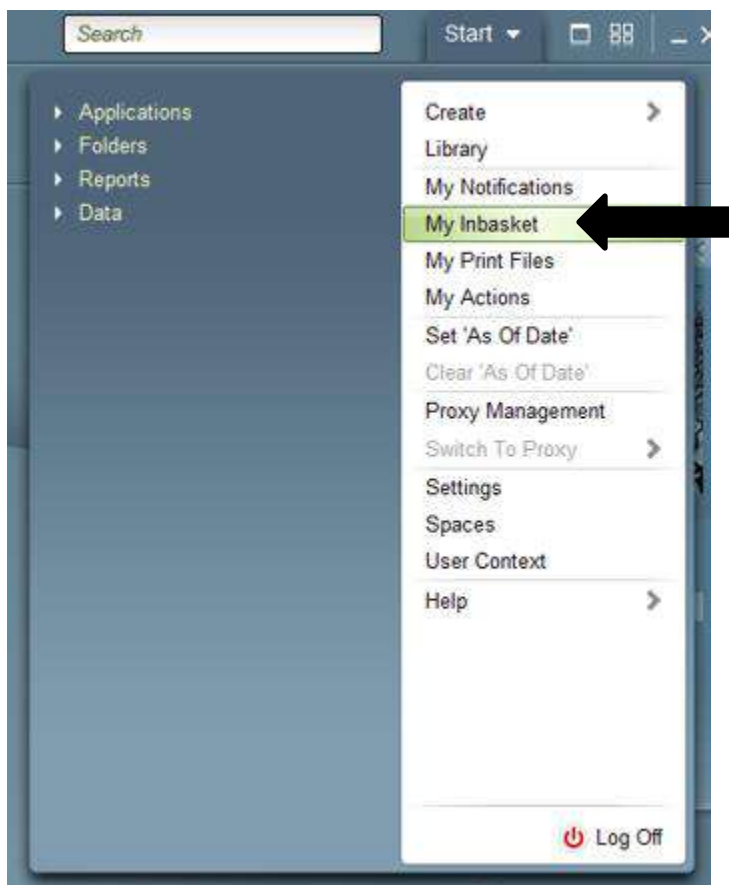 Search
Start
Applications
Folders
Reports
Data
Create
Library
My Notifications
My Inbasket
My Print Files
My Actions
Set 'As Of Date'
Clear 'As Of Date'
Proxy Management
Switch To Proxy
Settings
Spaces
User Context
Help
Log Off